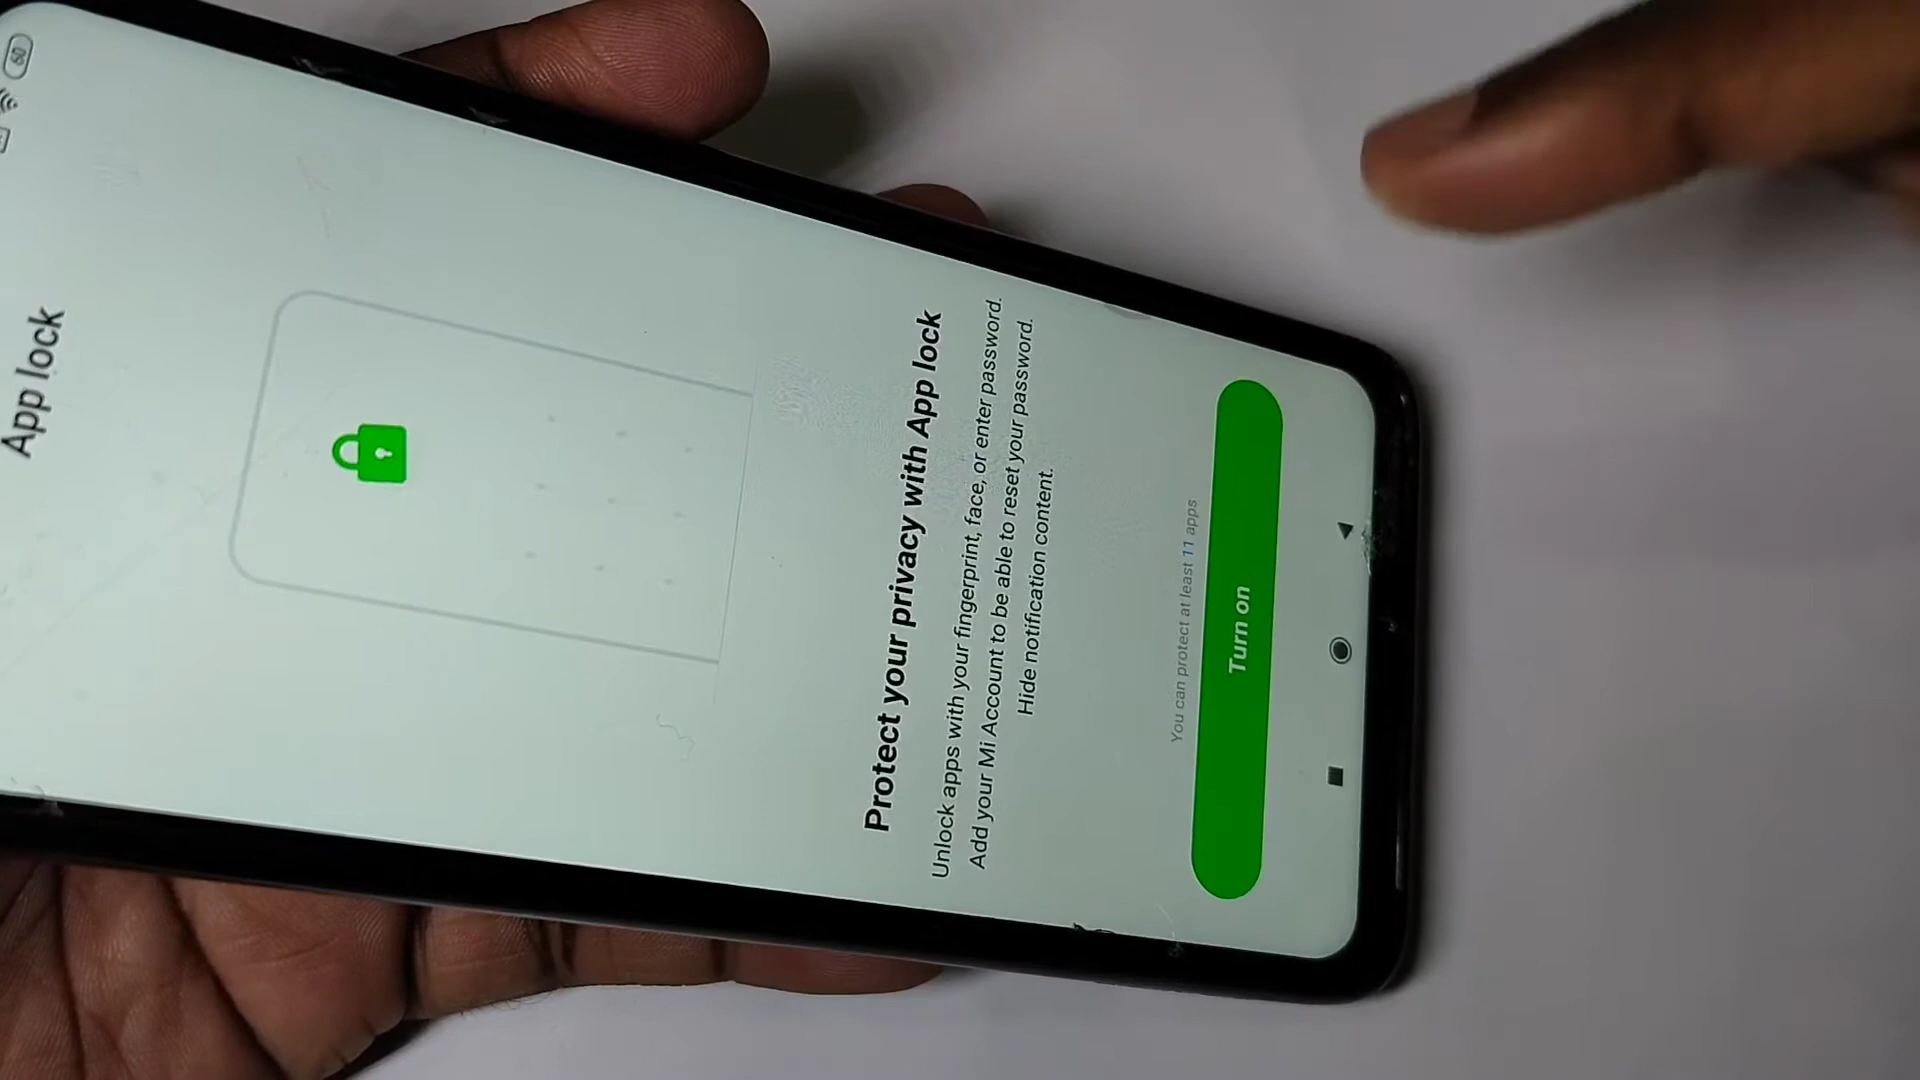 60
App lock
Protect your privacy with App lock
Unlock apps with your fingerprint, face, or enter password.
Add your Mi Account to be able to reset your password.
Hide notification content.
You can protect at least 11 apps
Turn on